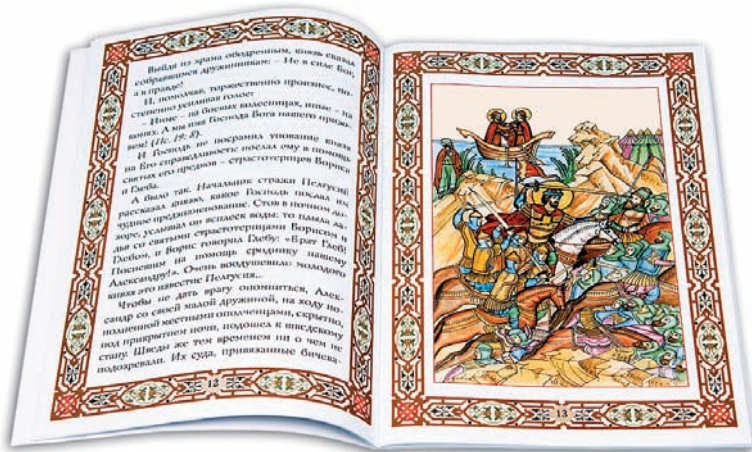 Выйдя из храма ободренным, князь сказал
собравшимся дружинникам: – Не в силе Бог,
а в правде!
И, помолчав, торжественно произнес, по-
степенно усиливая голос:
– Иные – на боевых колесницах, иные – на
конях. А мы имя Господа Бога нашего призо-
вем! (Пс. 19; 8).
И Господь не посрамил упование князя
на Его справедливость: послал ему в помощь
святых его предков – страстотерпцев Бориса
и Глеба.
А было так. Начальник стражи Пелгусий
рассказал князю, какое Господь послал им
чудное предзнаменование. Стоя в ночном до-
зоре, услышал он всплеск воды: то плыла ла-
дья со святыми страстотерпцами Борисом и
Глебом, и Борис говорил Глебу: «Брат Глеб!
Поспешим на помощь сроднику нашему
Александру!». Очень воодушевило молодого
князя это известие Пелгусия...
Чтобы не дать врагу опомниться, Алек-
сандр со своей малой дружиной, на ходу по-
полненной местными ополченцами, скрытно,
под прикрытием ночи, подошел к шведскому
стану. Шведы же тем временем ни о чем не
подозревали. Их суда, привязанные бичева-
12
13